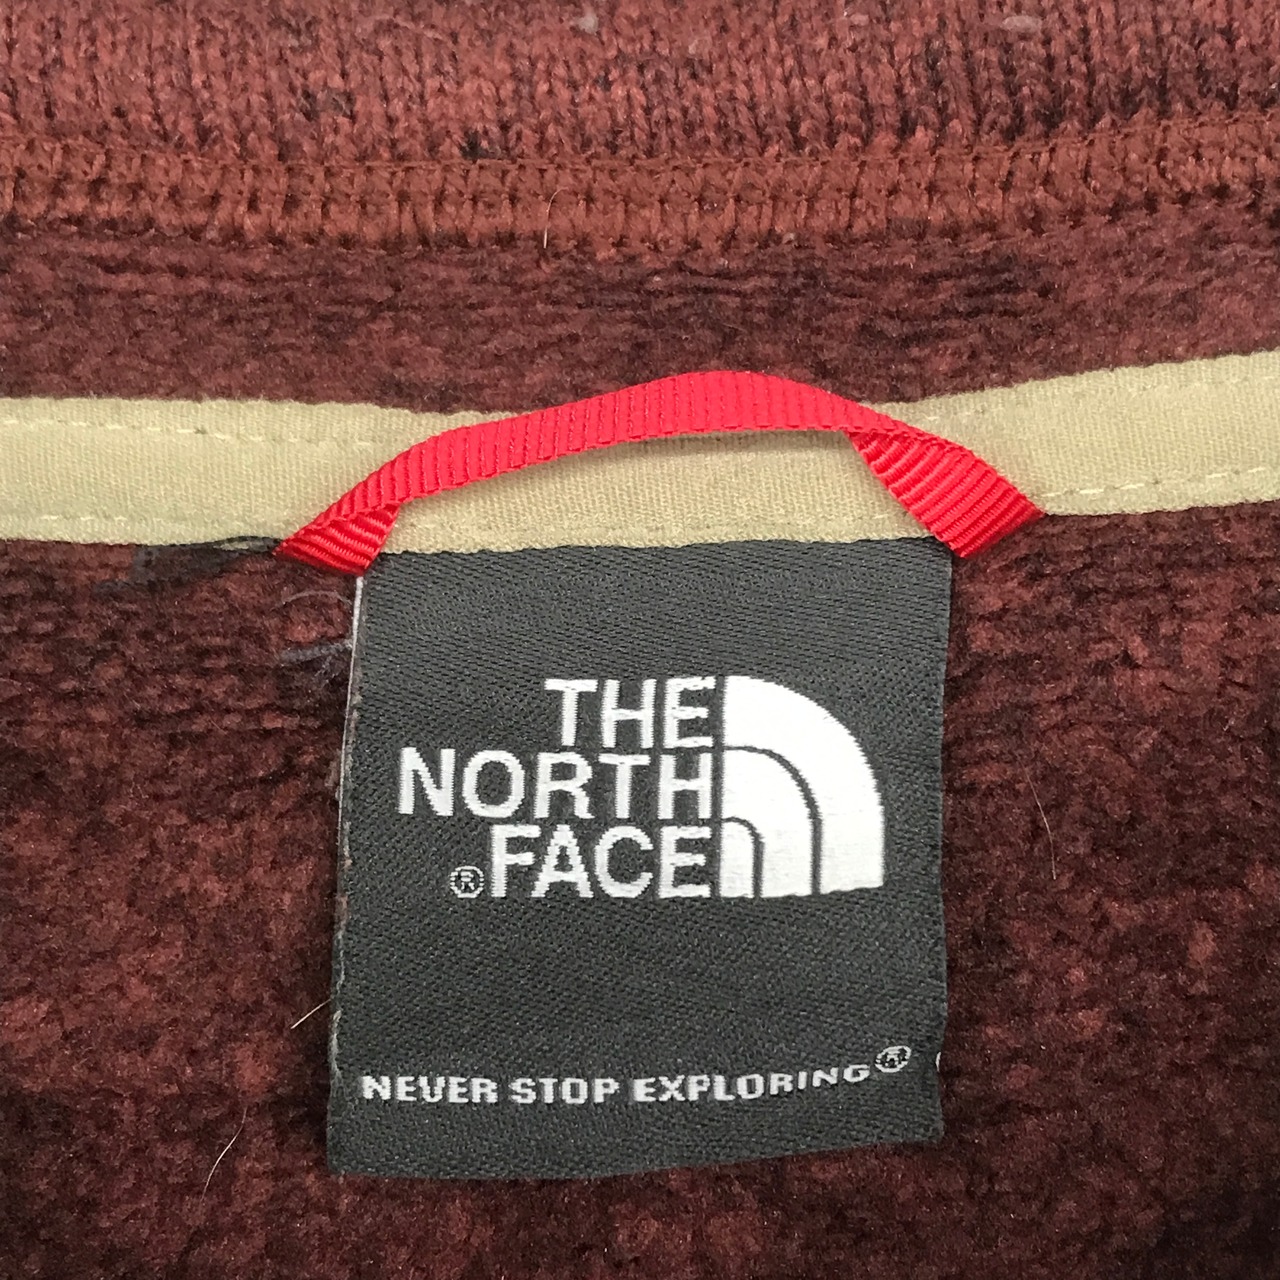 THE
NORTH
®FACE
NEVER STOP EXPLORING®